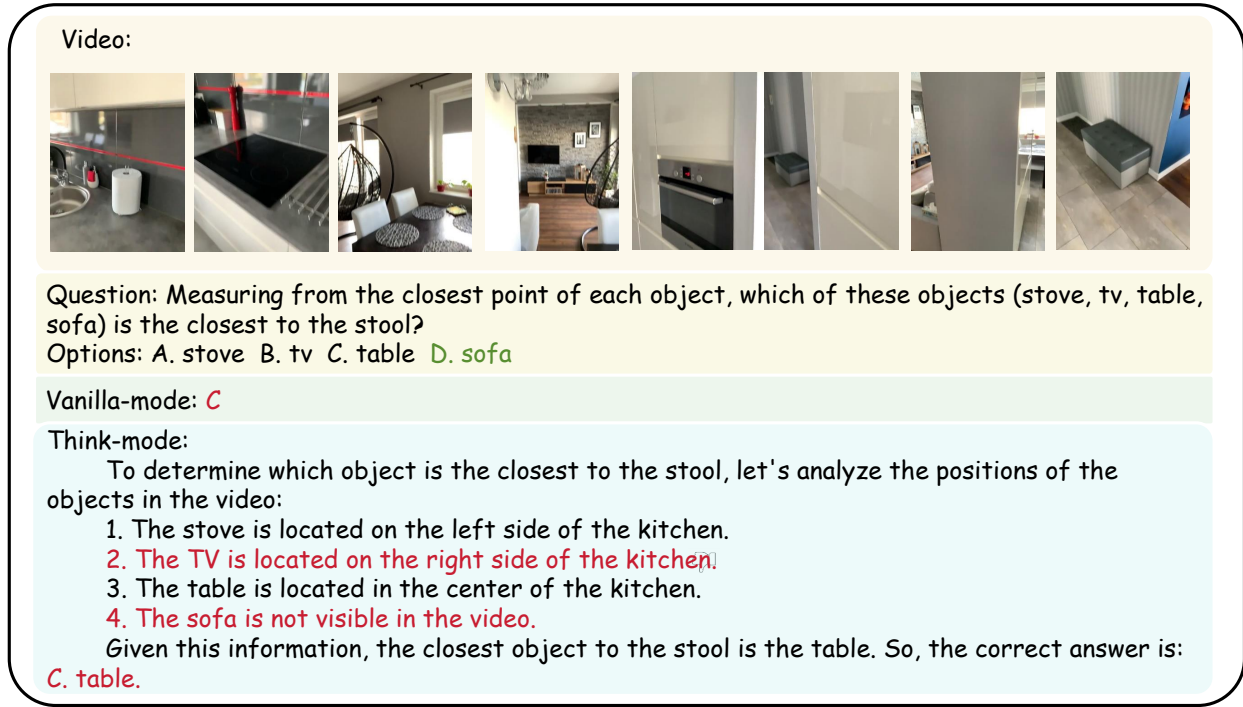 Video:
Question: Measuring from the closest point of each object, which of these objects (stove, tv, table,
sofa) is the closest to the stool?
Options: A. stove B. tv C. table D. sofa
Vanilla-mode: C
Think-mode:
To determine which object is the closest to the stool, let's analyze the positions of the
objects in the video:
1. The stove is located on the left side of the kitchen.
2. The TV is located on the right side of the kitchen.
3. The table is located in the center of the kitchen.
4. The sofa is not visible in the video.
Given this information, the closest object to the stool is the table. So, the correct answer is:
C. table.